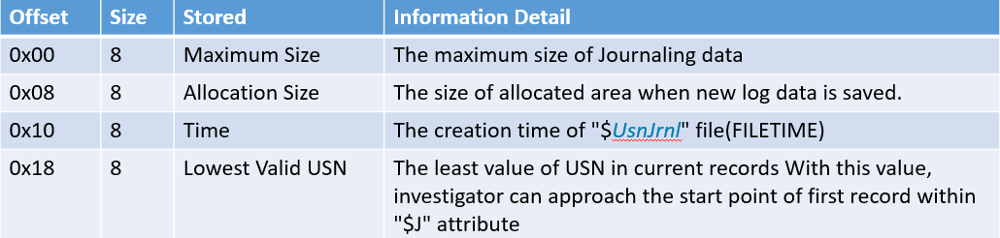 Offset Size Stored Information Detail
0x00 8 Maximum Size The maximum size of Journaling data
0x08 8 Allocation Size The size of allocated area when new log data is saved.
0x10 8 Time The creation time of "$UsnJrnl" file(FILETIME)
0x18 8 Lowest Valid USN The least value of USN in current records With this value,
investigator can approach the start point of first record within
"$J" attribute